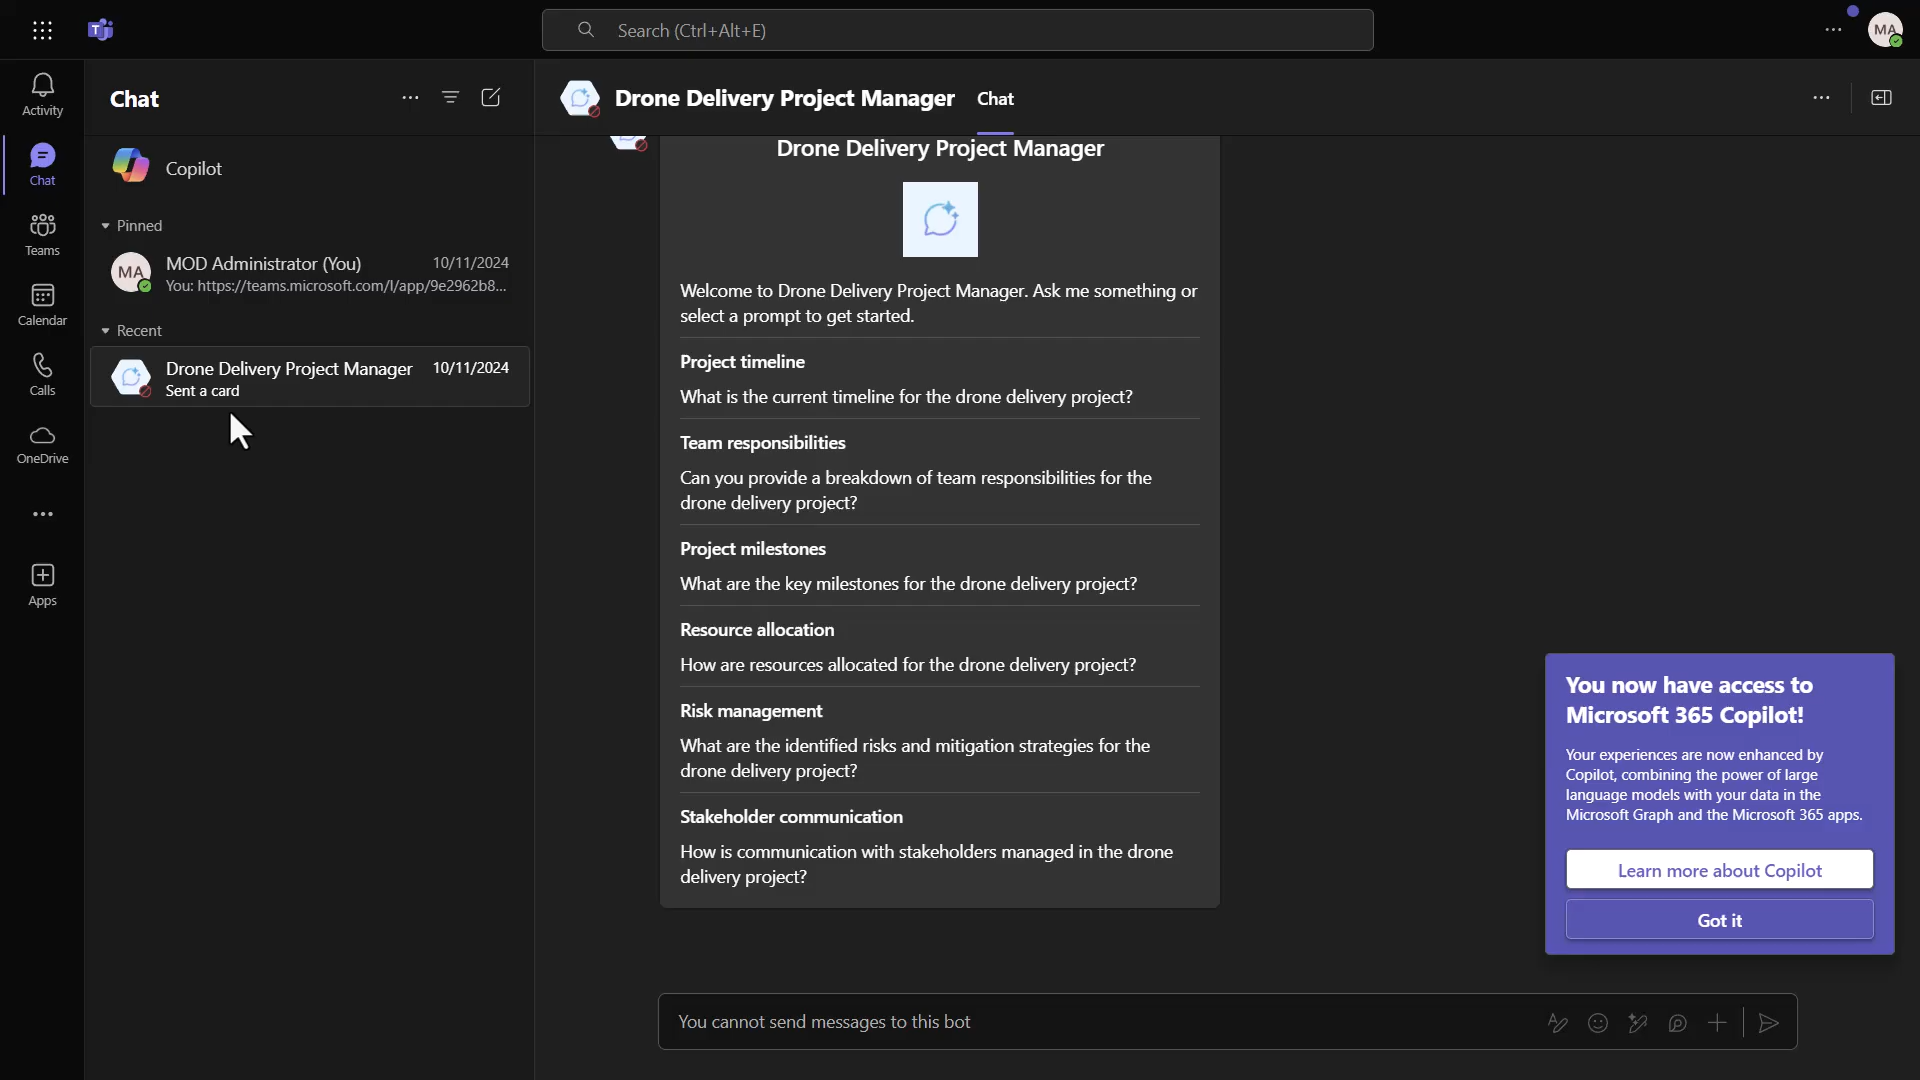 Search (Ctrl+Alt+E)
MA
Activity
Chat
Teams
Calendar
Calls
OneDrive
Apps
Chat
Copilot
Pinned
MA
MOD Administrator (You)
10/11/2024
You: https://teams.microsoft.com/l/app/9e2962b8...
Recent
Drone Delivery Project Manager
10/11/2024
Sent a card
Drone Delivery Project Manager
Chat
Drone Delivery Project Manager
Welcome to Drone Delivery Project Manager. Ask me something or
select a prompt to get started.
Project timeline
What is the current timeline for the drone delivery project?
Team responsibilities
Can you provide a breakdown of team responsibilities for the
drone delivery project?
Project milestones
What are the key milestones for the drone delivery project?
Resource allocation
How are resources allocated for the drone delivery project?
Risk management
What are the identified risks and mitigation strategies for the
drone delivery project?
Stakeholder communication
How is communication with stakeholders managed in the drone
delivery project?
You cannot send messages to this bot
You now have access to
Microsoft 365 Copilot!
Your experiences are now enhanced by
Copilot, combining the power of large
language models with your data in the
Microsoft Graph and the Microsoft 365 apps.
Learn more about Copilot
Got it